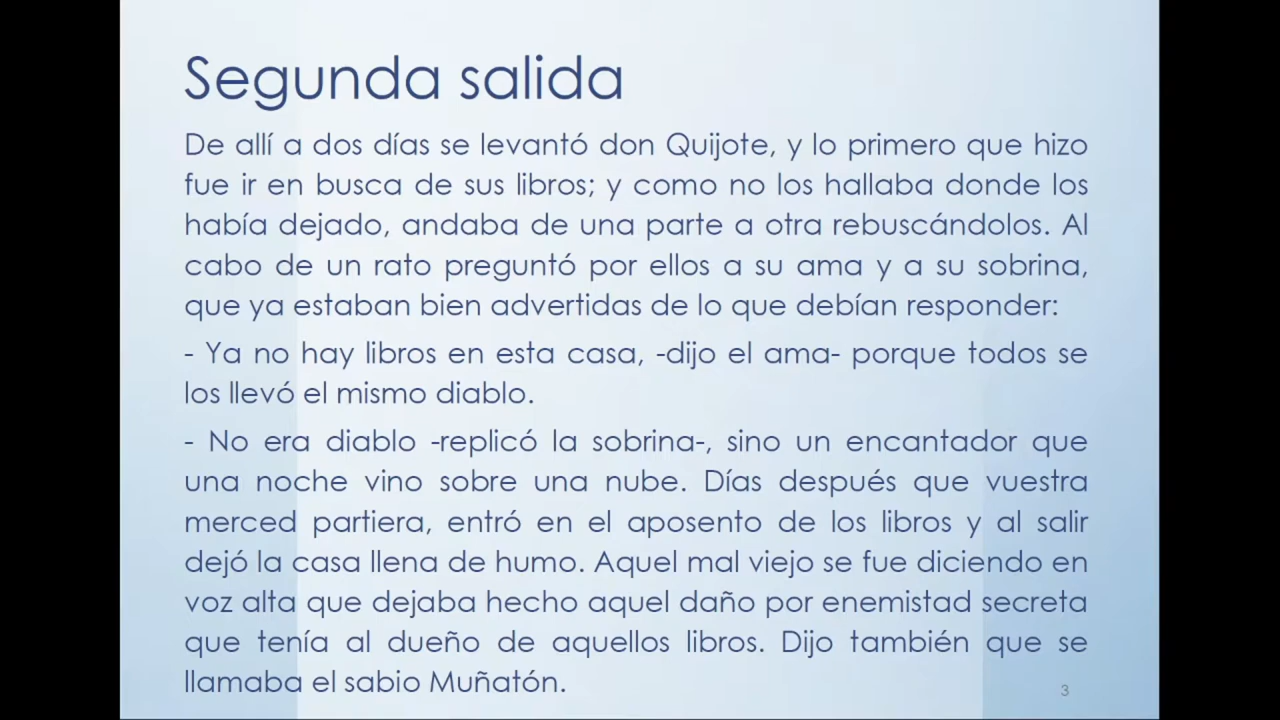 Segunda salida
De allí a dos días se levantó don Quijote, y lo primero que hizo
fue ir en busca de sus libros; y como no los hallaba donde los
había dejado, andaba de una parte a otra rebuscándolos. Al
cabo de un rato preguntó por ellos a su ama y a su sobrina,
que ya estaban bien advertidas de lo que debían responder:
- Ya no hay libros en esta casa, -dijo el ama- porque todos se
los llevó el mismo diablo.
- No era diablo -replicó la sobrina-, sino un encantador que
una noche vino sobre una nube. Días después que vuestra
merced partiera, entró en el aposento de los libros y al salir
dejó la casa llena de humo. Aquel mal viejo se fue diciendo en
voz alta que dejaba hecho aquel daño por enemistad secreta
que tenía al dueño de aquellos libros. Dijo también que se
llamaba el sabio Muñatón.
3